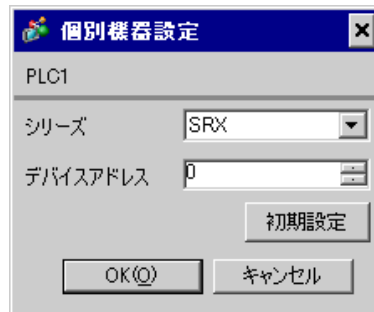 個別機器設定
PLC1
シリーズ SRX
デバイスアドレス 0
初期設定
OK(O) キャンセル